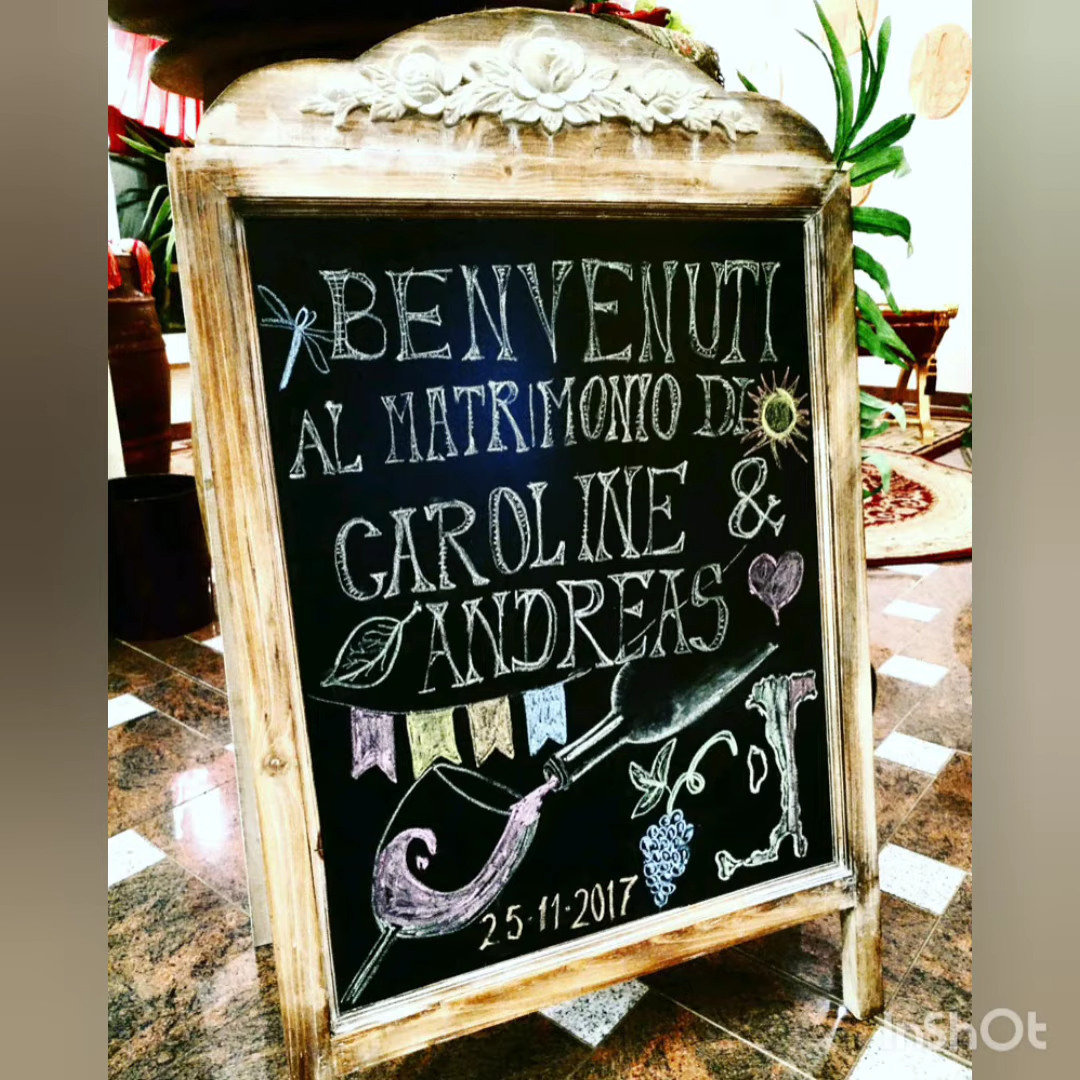 BENVENUTI
AL MATRIMONIO DI
CAROLINE &
ANDREAS
25·11·2017
InShOt